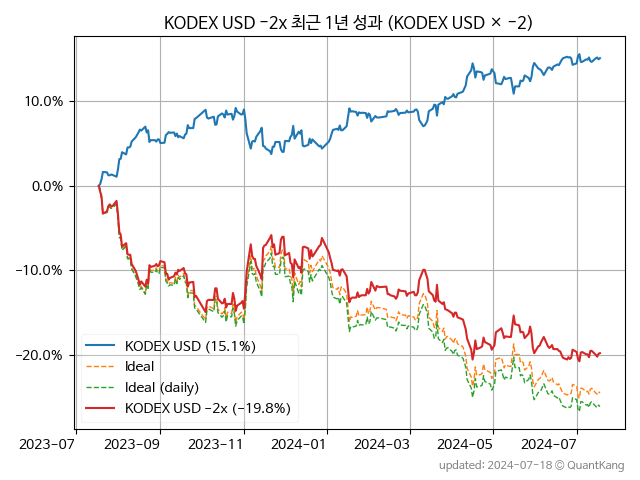 KODEX USD −2x 최근 1년 성과 (KODEX USD × −2)
10.0%
0.0%
−10.0%
−20.0%
KODEX USD (15.1%)
Ideal
Ideal (daily)
KODEX USD −2x (−19.8%)
2023-07 2023-09 2023-11 2024-01 2024-03 2024-05 2024-07
updated: 2024-07-18 © QuantKang